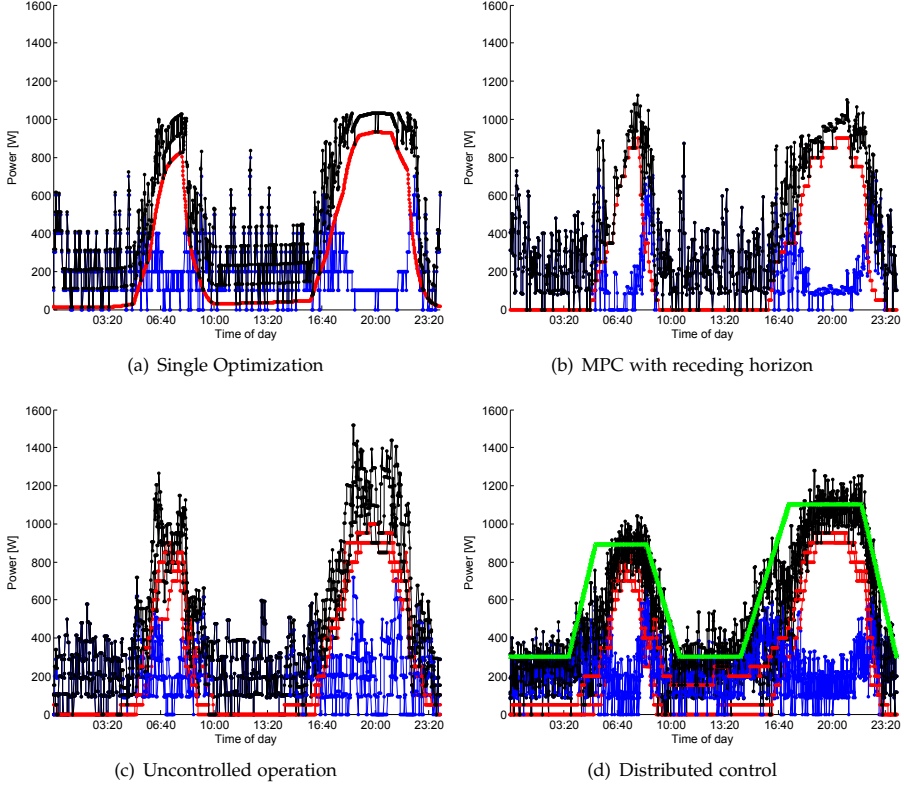 1600
1400
1200
1000
800
600
400
200
0
Power [W]
03:20 06:40 10:00 13:20 16:40 20:00 23:20
Time of day
(a) Single Optimization
1600
1400
1200
1000
800
600
400
200
0
Power [W]
03:20 06:40 10:00 13:20 16:40 20:00 23:20
Time of day
(b) MPC with receding horizon
1600
1400
1200
1000
800
600
400
200
0
Power [W]
03:20 06:40 10:00 13:20 16:40 20:00 23:20
Time of day
(c) Uncontrolled operation
1600
1400
1200
1000
800
600
400
200
0
Power [W]
03:20 06:40 10:00 13:20 16:40 20:00 23:20
Time of day
(d) Distributed control